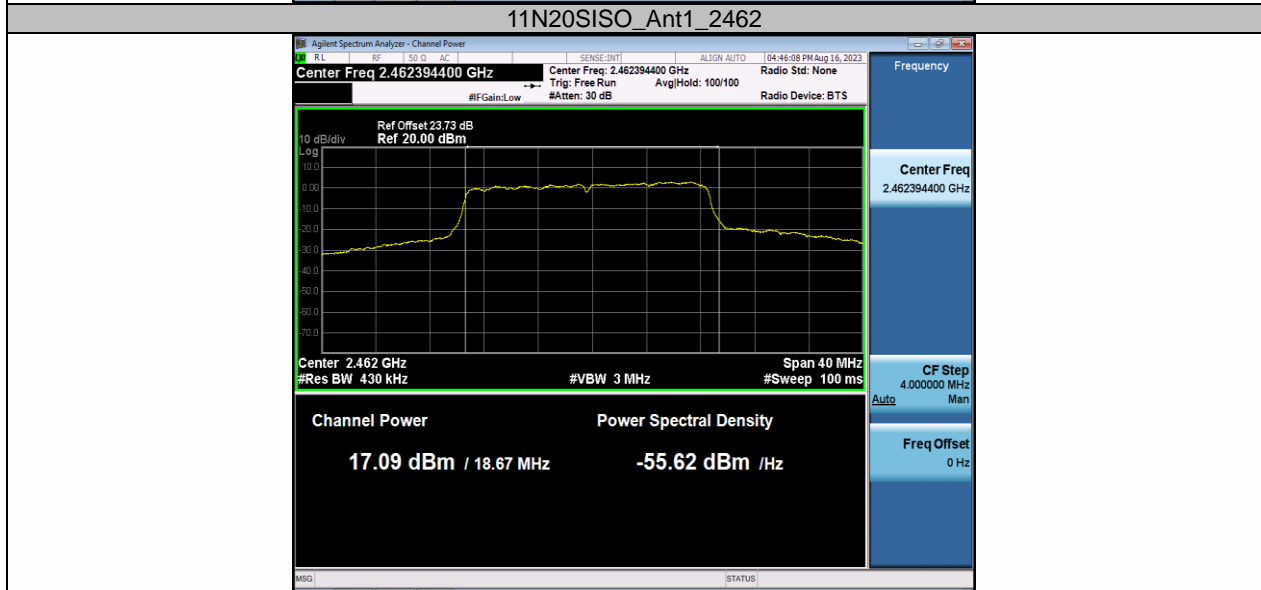 11N20SISO_Ant1_2462
Agilent Spectrum Analyzer - Channel Power
RL RF 50 Ω AC SENSE:INT ALIGN AUTO 04:46:08 PM Aug 16, 2023
Center Freq 2.462394400 GHz
Center Freq: 2.462394400 GHz Radio Std: None
Trig: Free Run Avg|Hold: 100/100
#IFGain:Low #Atten: 30 dB Radio Device: BTS
Frequency
Ref Offset 23.73 dB
10 dB/div Ref 20.00 dBm
Log
10.0
0.00
-10.0
-20.0
-30.0
-40.0
-50.0
-60.0
-70.0
Center 2.462 GHz Span 40 MHz
#Res BW 430 kHz #VBW 3 MHz #Sweep 100 ms
Channel Power Power Spectral Density
17.09 dBm / 18.67 MHz -55.62 dBm /Hz
Center Freq
2.462394400 GHz
CF Step
4.000000 MHz
Auto Man
Freq Offset
0 Hz
MSG STATUS